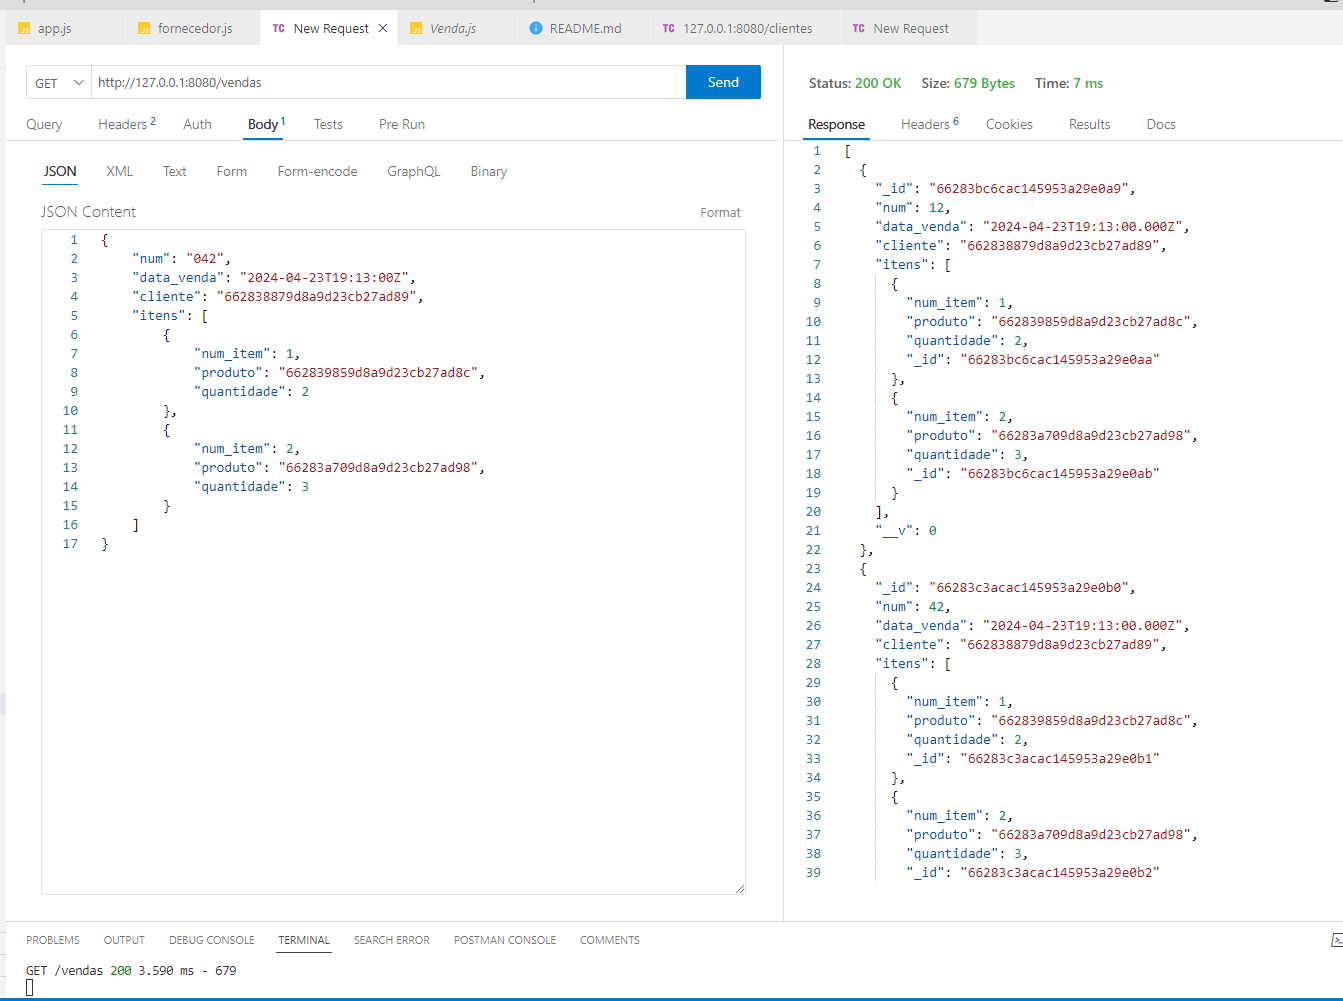 app.js fornecedor.js TC New Request Venda.js README.md TC 127.0.0.1:8080/clientes TC New Request
GET http://127.0.0.1:8080/vendas Send
Query Headers 2 Auth Body 1 Tests Pre Run
JSON XML Text Form Form-encode GraphQL Binary
JSON Content Format
1 {
2 "num": "042",
3 "data_venda": "2024-04-23T19:13:00Z",
4 "cliente": "662838879d8a9d23cb27ad89",
5 "itens": [
6 {
7 "num_item": 1,
8 "produto": "662839859d8a9d23cb27ad8c",
9 "quantidade": 2
10 },
11 {
12 "num_item": 2,
13 "produto": "66283a709d8a9d23cb27ad98",
14 "quantidade": 3
15 }
16 ]
17 }
Status: 200 OK Size: 679 Bytes Time: 7 ms
Response Headers 6 Cookies Results Docs
1 [
2 {
3 "_id": "66283bc6cac145953a29e0a9",
4 "num": 12,
5 "data_venda": "2024-04-23T19:13:00.000Z",
6 "cliente": "662838879d8a9d23cb27ad89",
7 "itens": [
8 {
9 "num_item": 1,
10 "produto": "662839859d8a9d23cb27ad8c",
11 "quantidade": 2,
12 "_id": "66283bc6cac145953a29e0aa"
13 },
14 {
15 "num_item": 2,
16 "produto": "66283a709d8a9d23cb27ad98",
17 "quantidade": 3,
18 "_id": "66283bc6cac145953a29e0ab"
19 }
20 ],
21 "__v": 0
22 },
23 {
24 "_id": "66283c3acac145953a29e0b0",
25 "num": 42,
26 "data_venda": "2024-04-23T19:13:00.000Z",
27 "cliente": "662838879d8a9d23cb27ad89",
28 "itens": [
29 {
30 "num_item": 1,
31 "produto": "662839859d8a9d23cb27ad8c",
32 "quantidade": 2,
33 "_id": "66283c3acac145953a29e0b1"
34 },
35 {
36 "num_item": 2,
37 "produto": "66283a709d8a9d23cb27ad98",
38 "quantidade": 3,
39 "_id": "66283c3acac145953a29e0b2"
PROBLEMS OUTPUT DEBUG CONSOLE TERMINAL SEARCH ERROR POSTMAN CONSOLE COMMENTS
GET /vendas 200 3.590 ms - 679